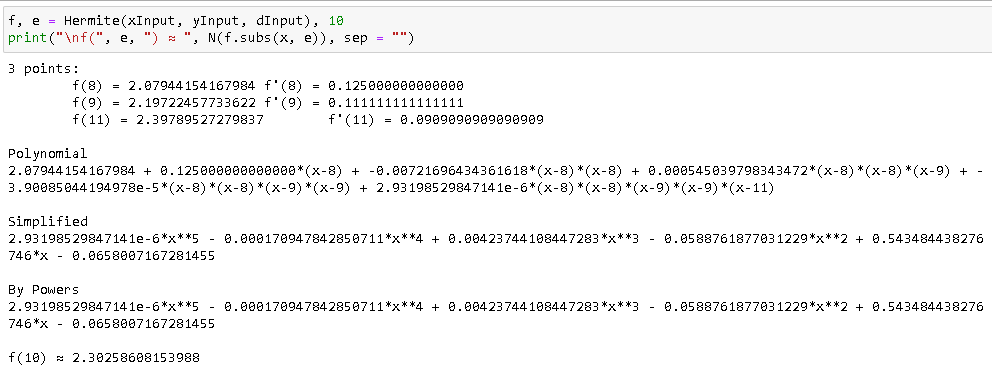 f, e = Hermite(xInput, yInput, dInput), 10
print("\nf(", e, ") ≈ ", N(f.subs(x, e)), sep = "")
3 points:
f(8) = 2.07944154167984 f'(8) = 0.125000000000000
f(9) = 2.19722457733622 f'(9) = 0.111111111111111
f(11) = 2.39789527279837 f'(11) = 0.0909090909090909
Polynomial
2.07944154167984 + 0.125000000000000*(x-8) + -0.00721696434361618*(x-8)*(x-8) + 0.000545039798343472*(x-8)*(x-8)*(x-9) + -
3.90085044194978e-5*(x-8)*(x-8)*(x-9)*(x-9) + 2.93198529847141e-6*(x-8)*(x-8)*(x-9)*(x-9)*(x-11)
Simplified
2.93198529847141e-6*x**5 - 0.000170947842850711*x**4 + 0.00423744108447283*x**3 - 0.0588761877031229*x**2 + 0.543484438276
746*x - 0.0658007167281455
By Powers
2.93198529847141e-6*x**5 - 0.000170947842850711*x**4 + 0.00423744108447283*x**3 - 0.0588761877031229*x**2 + 0.543484438276
746*x - 0.0658007167281455
f(10) ≈ 2.30258608153988